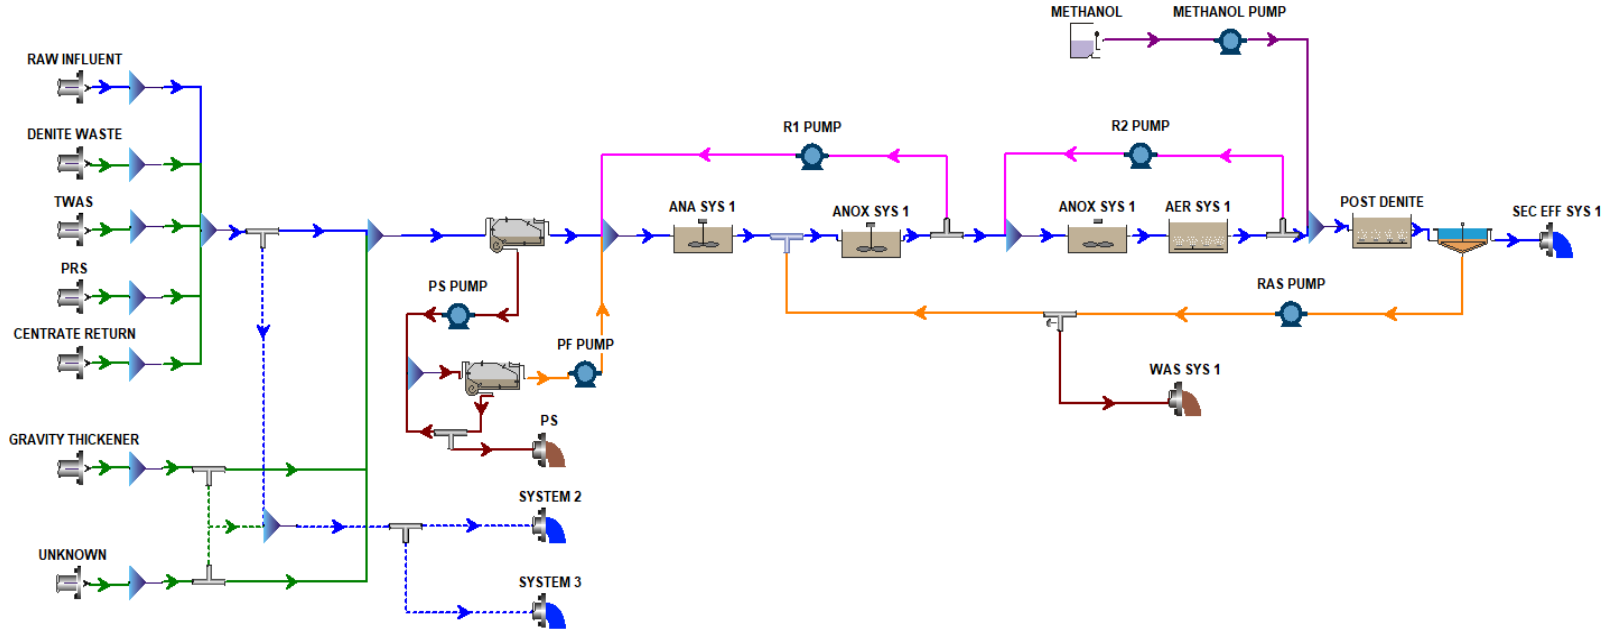 METHANOL
METHANOL PUMP
RAW INFLUENT
DENITE WASTE
R1 PUMP
R2 PUMP
TWAS
ANA SYS 1
ANOX SYS 1
ANOX SYS 1
AER SYS 1
POST DENITE
SEC EFF SYS 1
PRS
PS PUMP
RAS PUMP
CENTRATE RETURN
PF PUMP
WAS SYS 1
PS
GRAVITY THICKENER
SYSTEM 2
UNKNOWN
SYSTEM 3